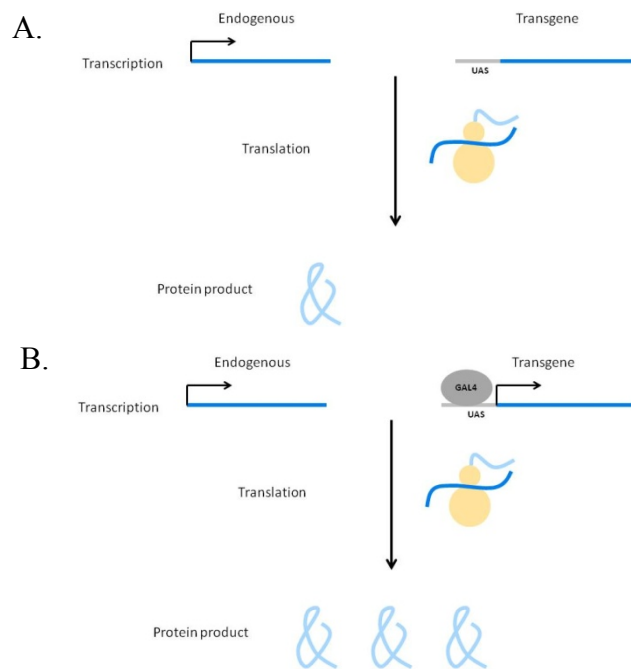 A.
Endogenous
Transgene
Transcription
UAS
Translation
Protein product
B.
Endogenous
Transgene
GAL4
Transcription
UAS
Translation
Protein product